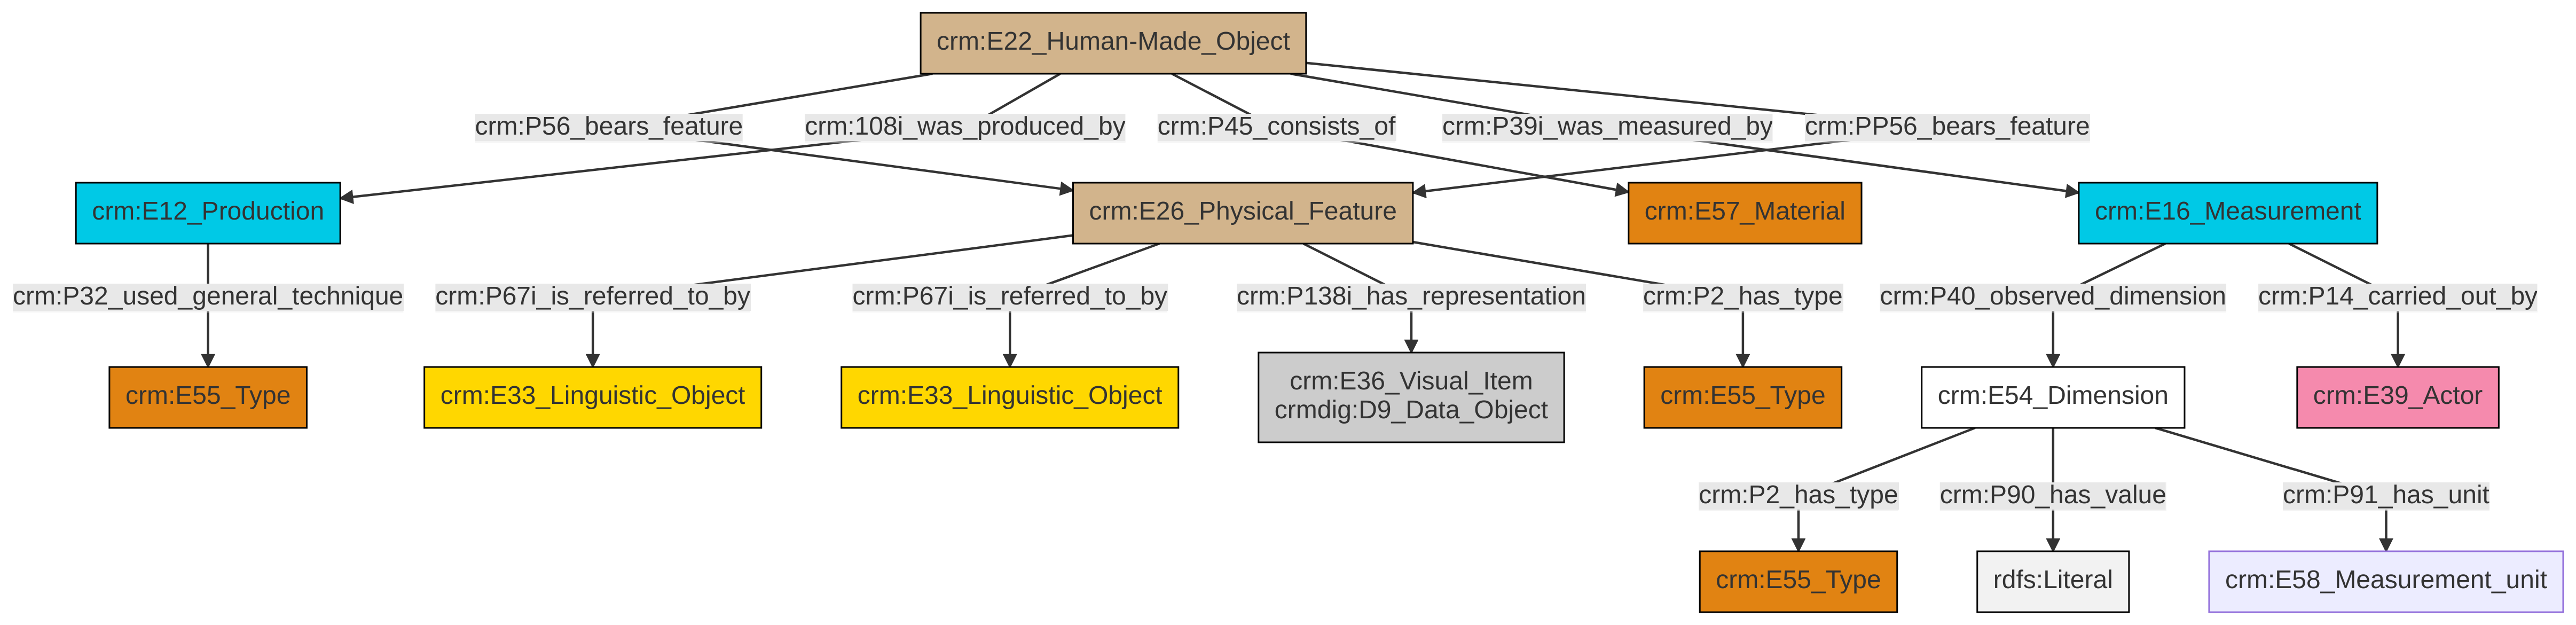 crm:E22_Human-Made_Object
crm:P56_bears_feature
crm:108i_was_produced_by
crm:P45_consists_of
crm:P39i_was_measured_by
crm:PP56_bears_feature
crm:E12_Production
crm:E26_Physical_Feature
crm:E57_Material
crm:E16_Measurement
crm:P32_used_general_technique
crm:P67i_is_referred_to_by
crm:P67i_is_referred_to_by
crm:P138i_has_representation
crm:P2_has_type
crm:P40_observed_dimension
crm:P14_carried_out_by
crm:E55_Type
crm:E33_Linguistic_Object
crm:E33_Linguistic_Object
crm:E36_Visual_Item
crmdig:D9_Data_Object
crm:E55_Type
crm:E54_Dimension
crm:E39_Actor
crm:P2_has_type
crm:P90_has_value
crm:P91_has_unit
crm:E55_Type
rdfs:Literal
crm:E58_Measurement_unit